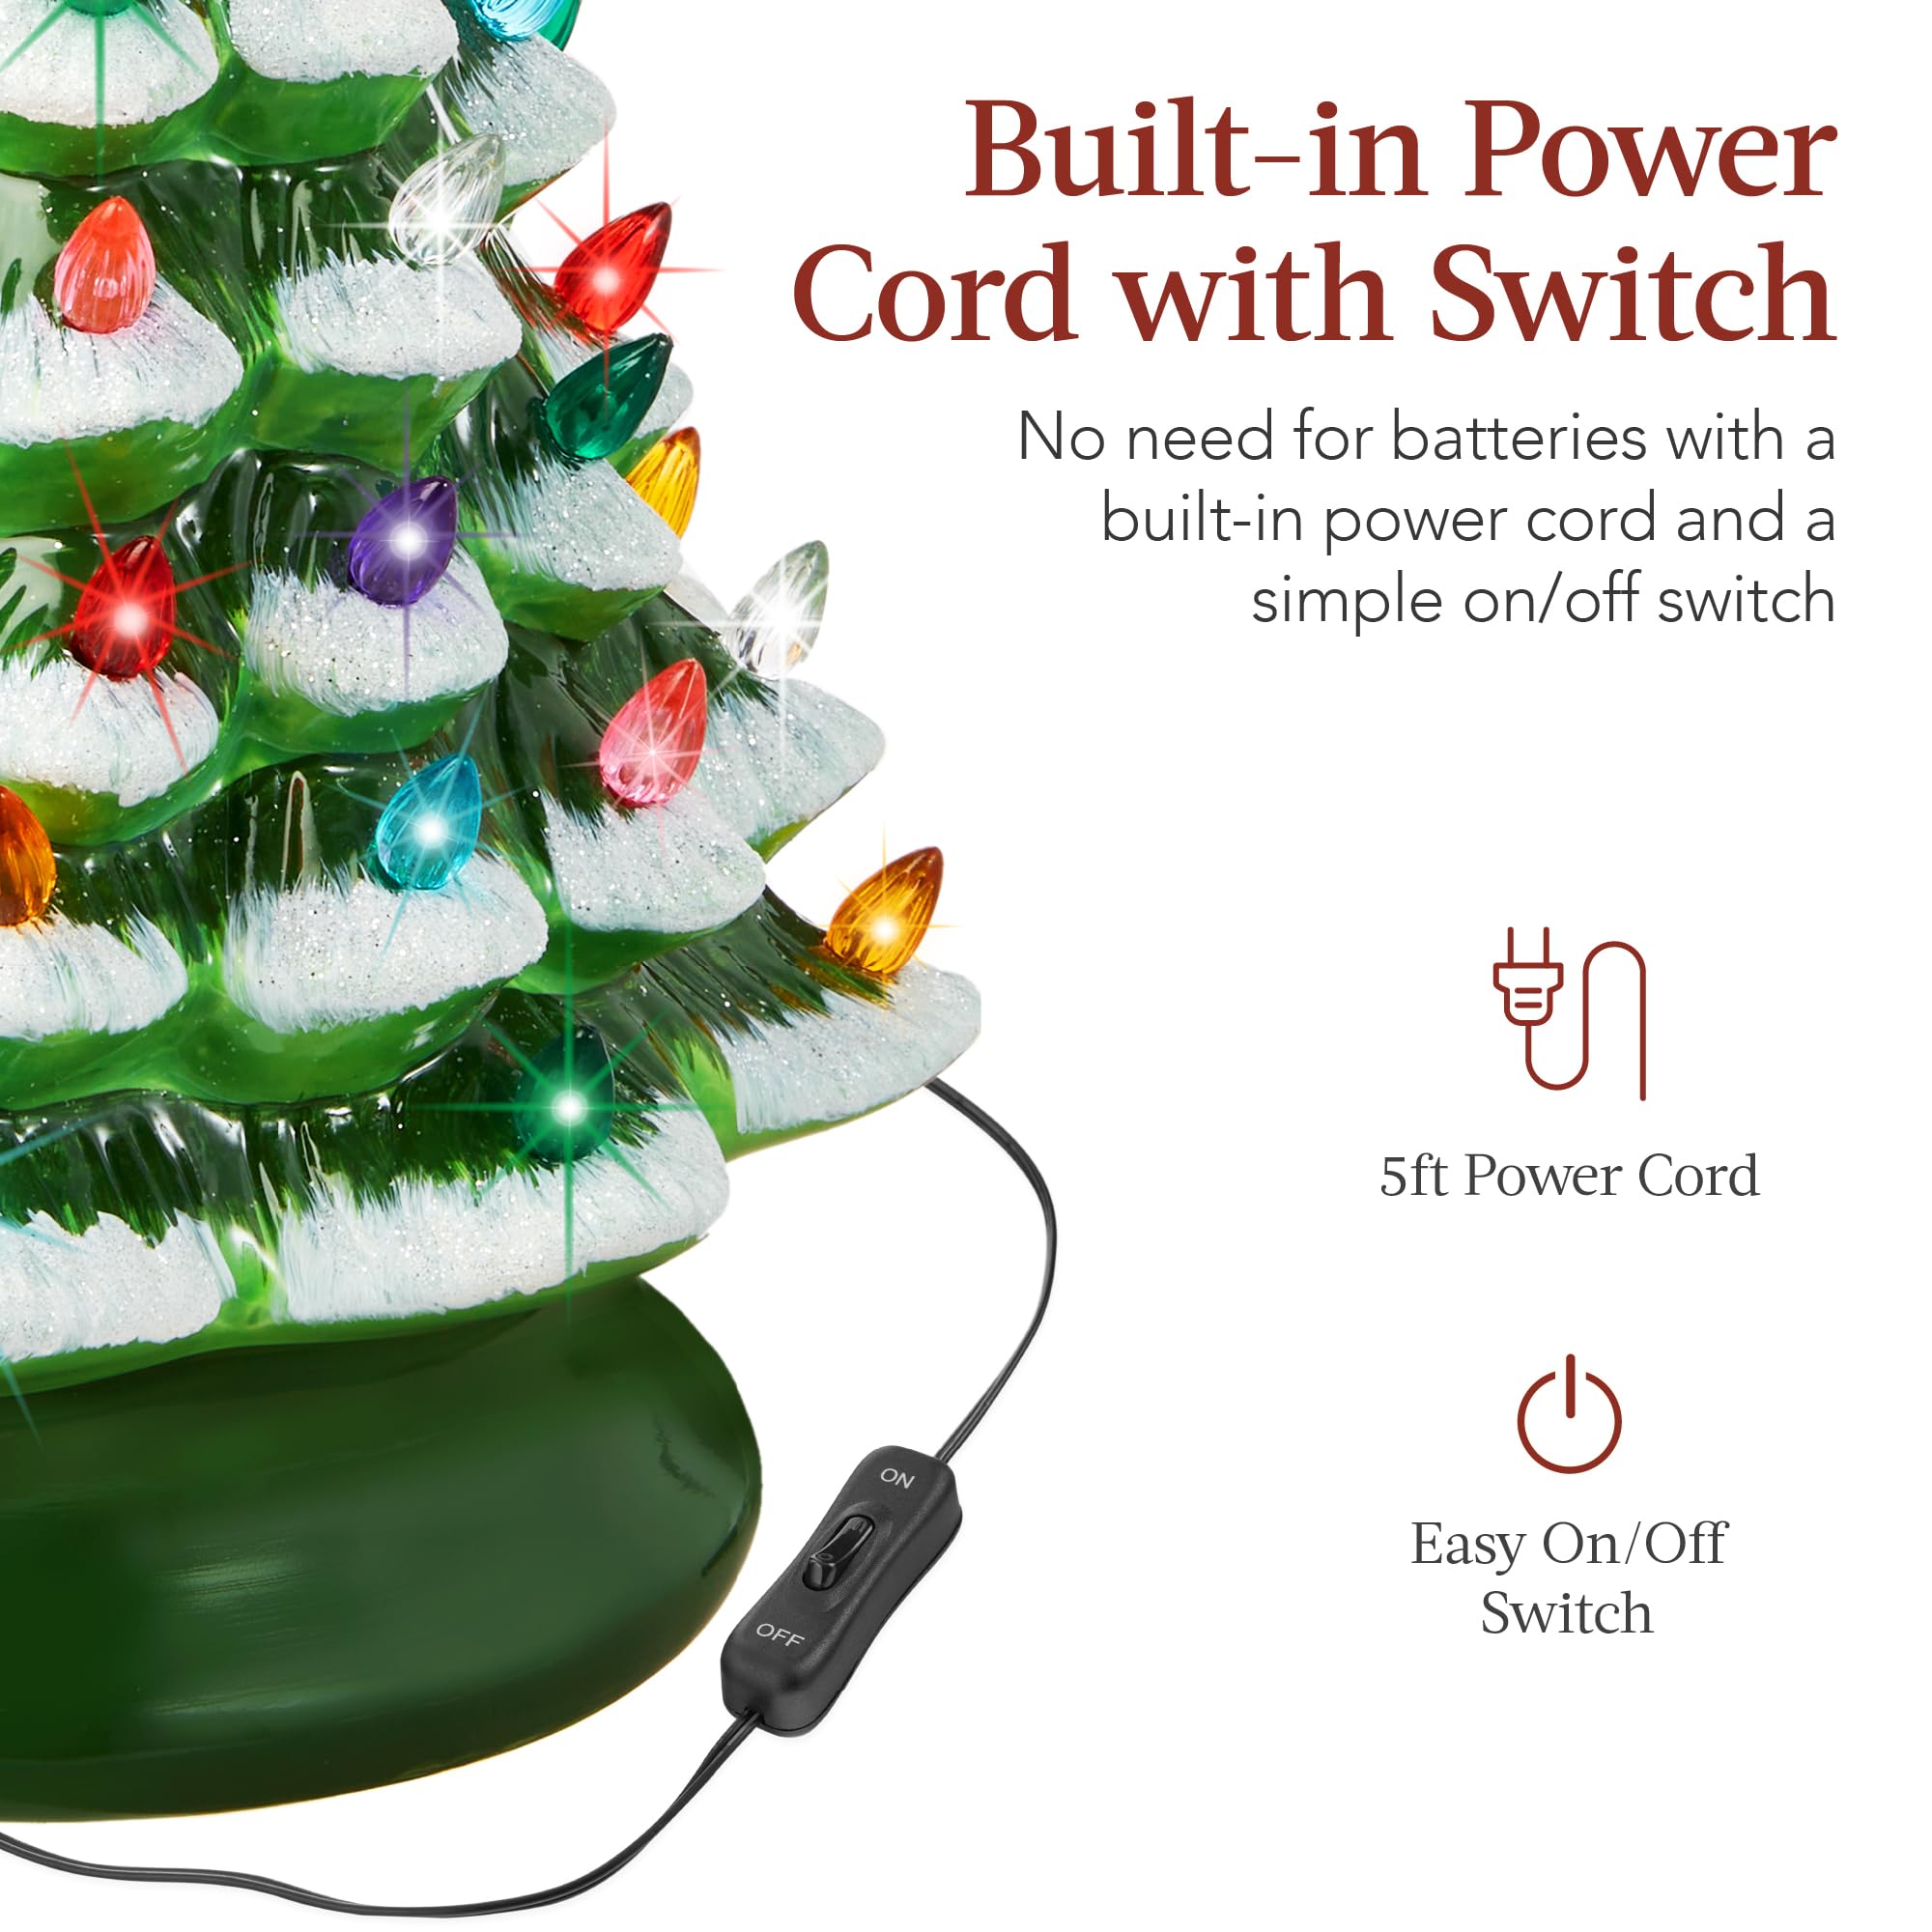 Built-in Power
Cord with Switch
No need for batteries with a
built-in power cord and a
simple on/off switch
5ft Power Cord
Easy On/Off
Switch
ON
OFF